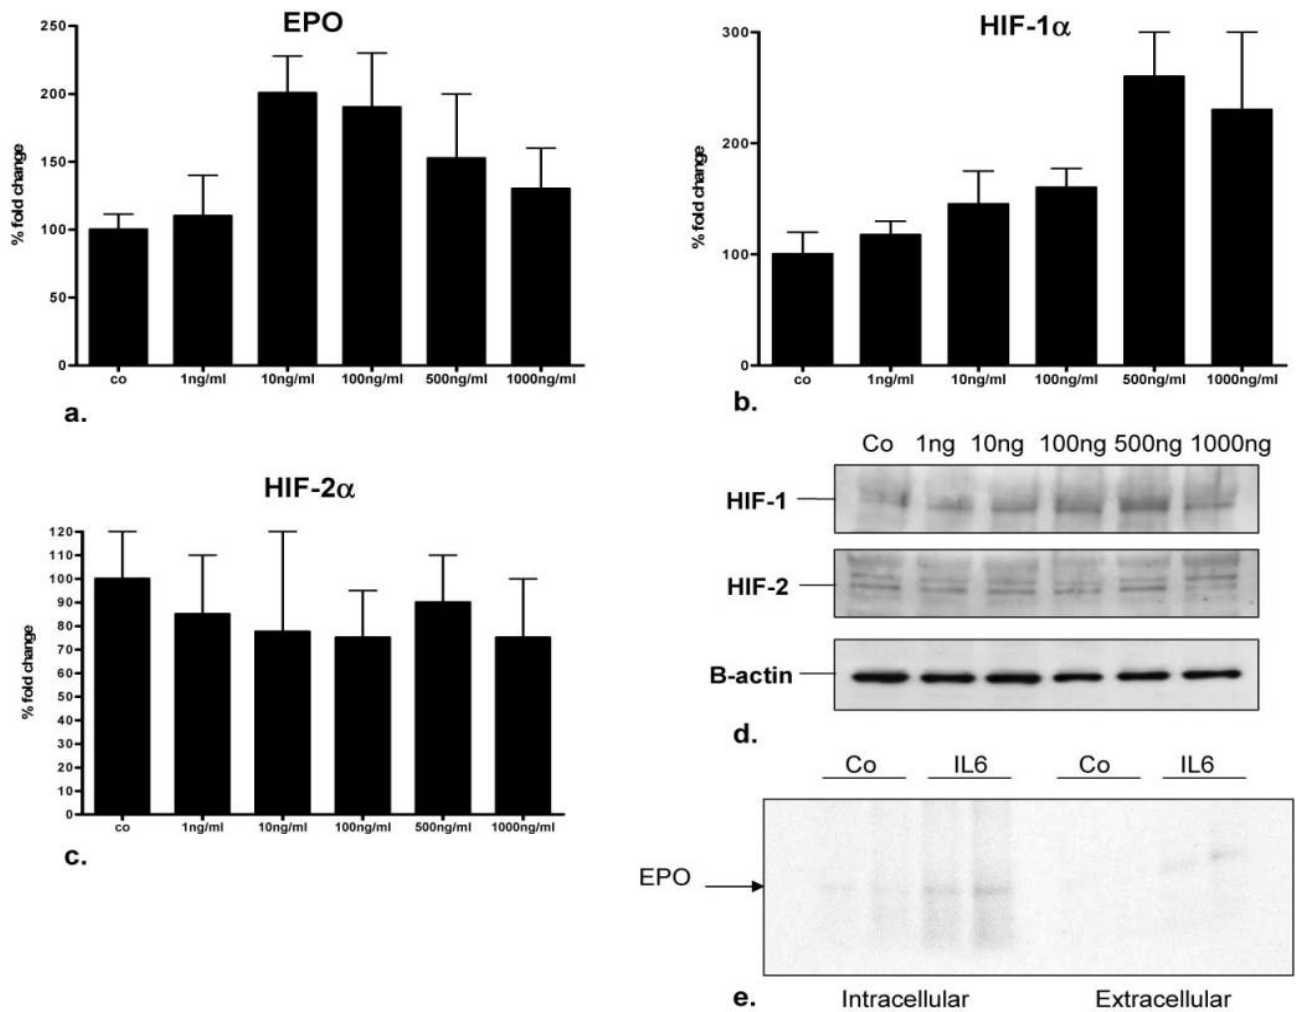 EPO
250
200
150
100
50
0
% fold change
co 1ng/ml 10ng/ml 100ng/ml 500ng/ml 1000ng/ml
a.
HIF-1α
300
200
100
0
% fold change
co 1ng/ml 10ng/ml 100ng/ml 500ng/ml 1000ng/ml
b.
HIF-2α
120
110
100
90
80
70
60
50
40
30
20
10
0
% fold change
co 1ng/ml 10ng/ml 100ng/ml 500ng/ml 1000ng/ml
c.
Co 1ng 10ng 100ng 500ng 1000ng
HIF-1
HIF-2
B-actin
d.
Co IL6 Co IL6
EPO
e. Intracellular Extracellular